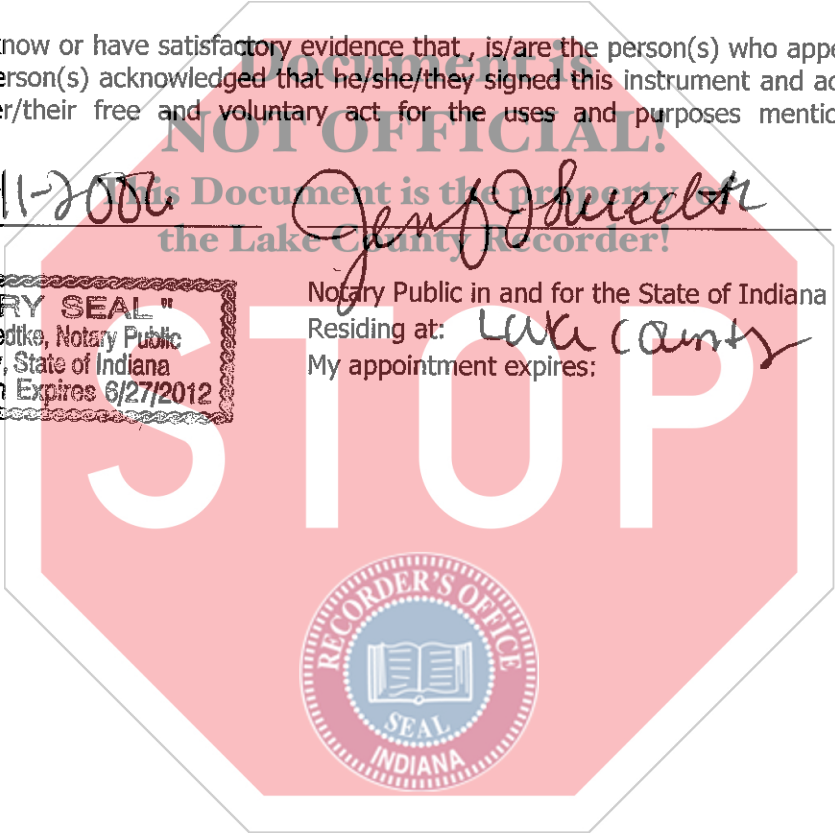 know or have satisfactory evidence that , is/are the person(s) who appe
erson(s) acknowledged that he/she/they signed this instrument and ac
er/their free and voluntary act for the uses and purposes mentio
Document is
NOT OFFICIAL!
This Document is the property of
the Lake County Recorder!
11-2006
RY SEAL"
edtke, Notary Public
, State of Indiana
n Expires 6/27/2012
Notary Public in and for the State of Indiana
Residing at: Lake County
My appointment expires:
STOP
RECORDER'S OFFICE
SEAL
INDIANA